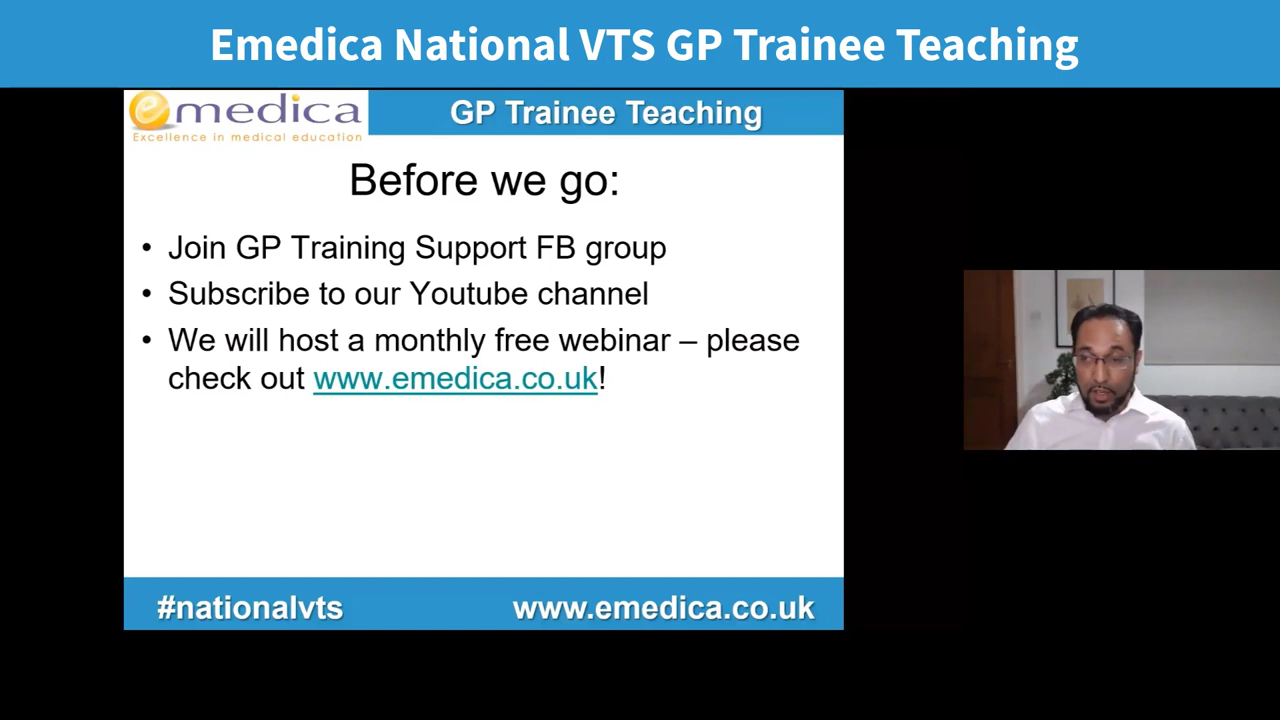 Emedica National VTS GP Trainee Teaching
emedica
Excellence in medical education
GP Trainee Teaching
Before we go:
• Join GP Training Support FB group
• Subscribe to our Youtube channel
• We will host a monthly free webinar – please
check out www.emedica.co.uk!
#nationalvts
www.emedica.co.uk